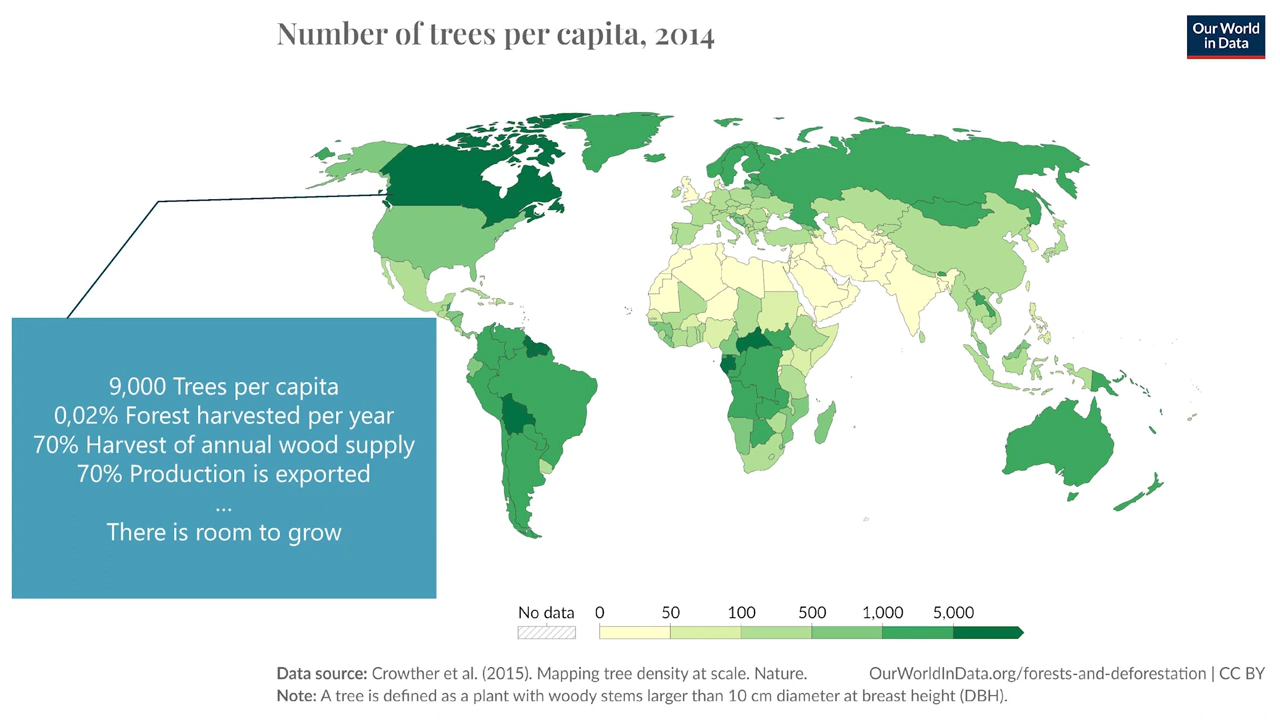 Number of trees per capita, 2014
Our World
in Data
9,000 Trees per capita
0,02% Forest harvested per year
70% Harvest of annual wood supply
70% Production is exported
...
There is room to grow
No data
0
50
100
500
1,000
5,000
Data source: Crowther et al. (2015). Mapping tree density at scale. Nature.
OurWorldInData.org/forests-and-deforestation | CC BY
Note: A tree is defined as a plant with woody stems larger than 10 cm diameter at breast height (DBH).